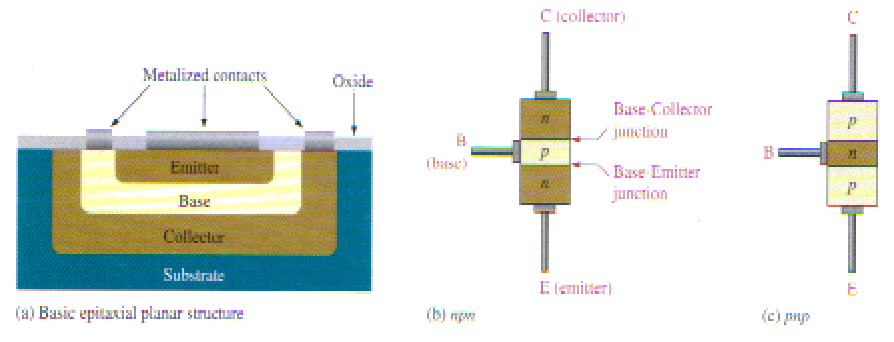 Metalized contacts
Oxide
Emitter
Base
Collector
Substrate
(a) Basic epitaxial planar structure
C (collector)
n
Base-Collector
junction
B
(base)
p
Base-Emitter
junction
n
E (emitter)
(b) npn
C
p
B
n
p
E
(c) pnp